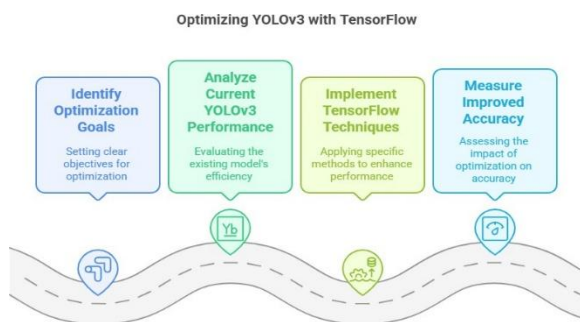 Optimizing YOLOv3 with TensorFlow
Identify
Optimization
Goals
Setting clear
objectives for
optimization
Analyze
Current
YOLOv3
Performance
Evaluating the
existing model's
efficiency
Implement
TensorFlow
Techniques
Applying specific
methods to enhance
performance
Measure
Improved
Accuracy
Assessing the
impact of
optimization on
accuracy
Yb